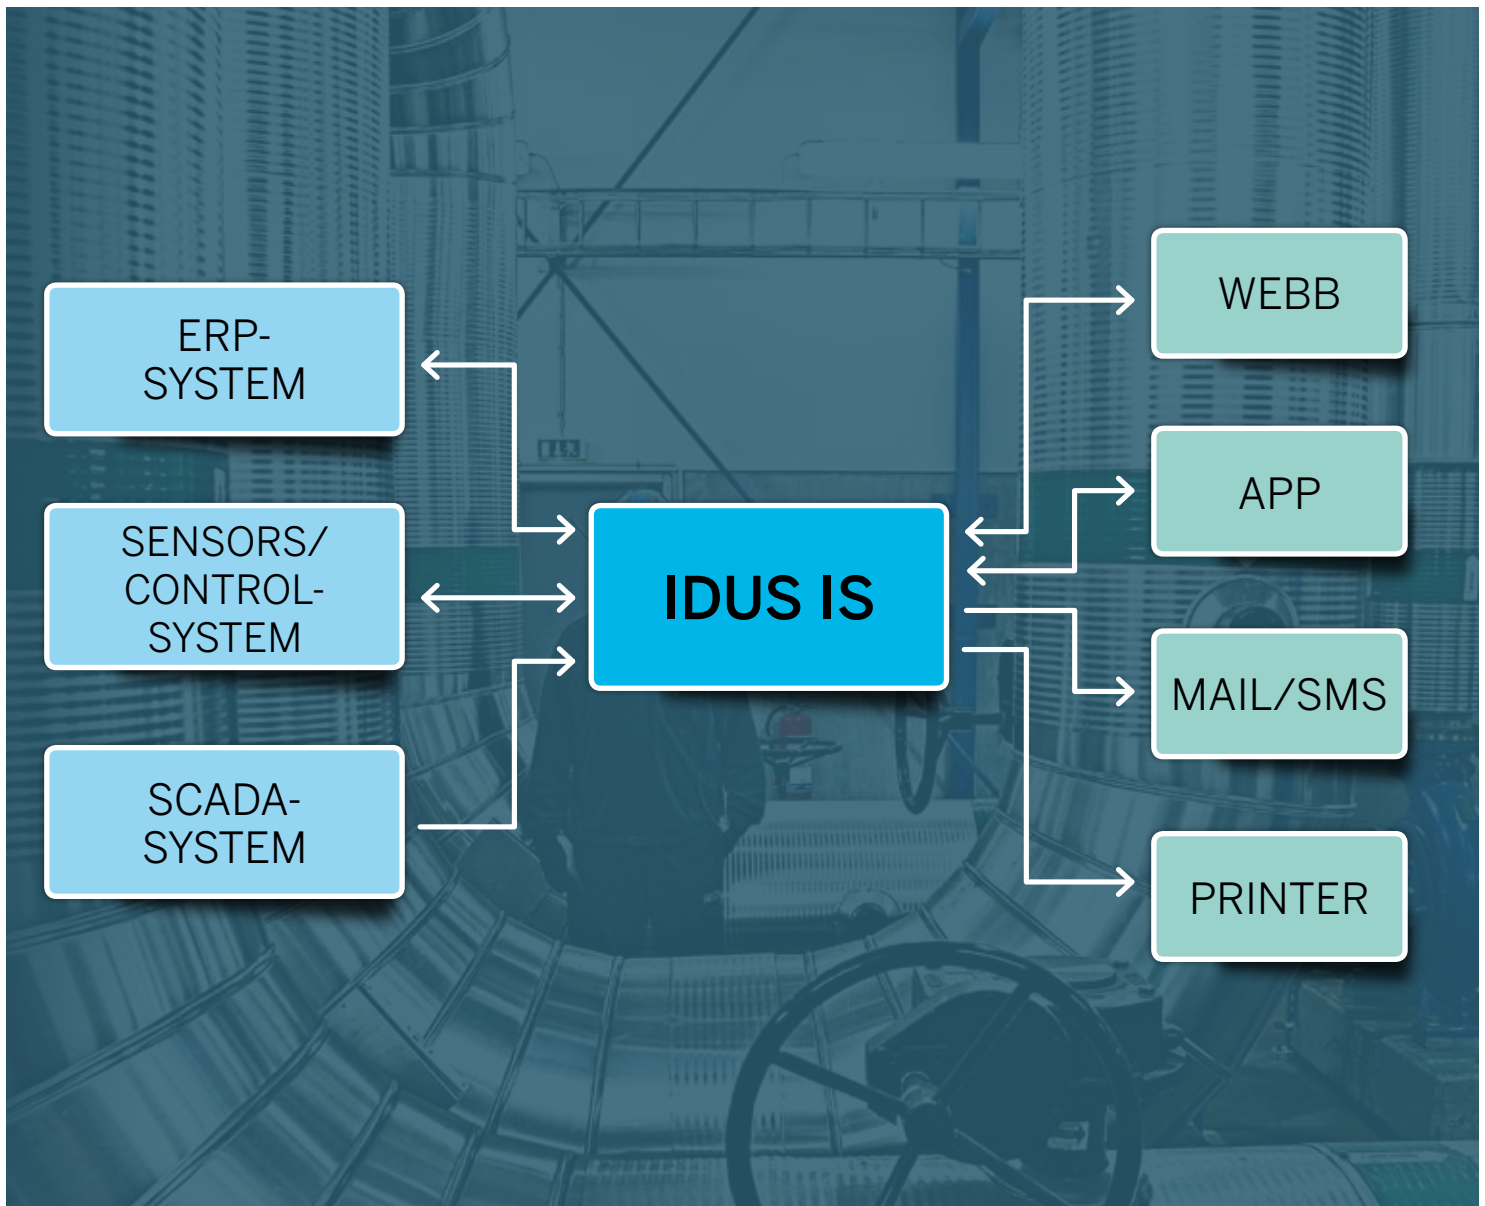 ERP-
SYSTEM
SENSORS/
CONTROL-
SYSTEM
SCADA-
SYSTEM
IDUS IS
WEBB
APP
MAIL/SMS
PRINTER